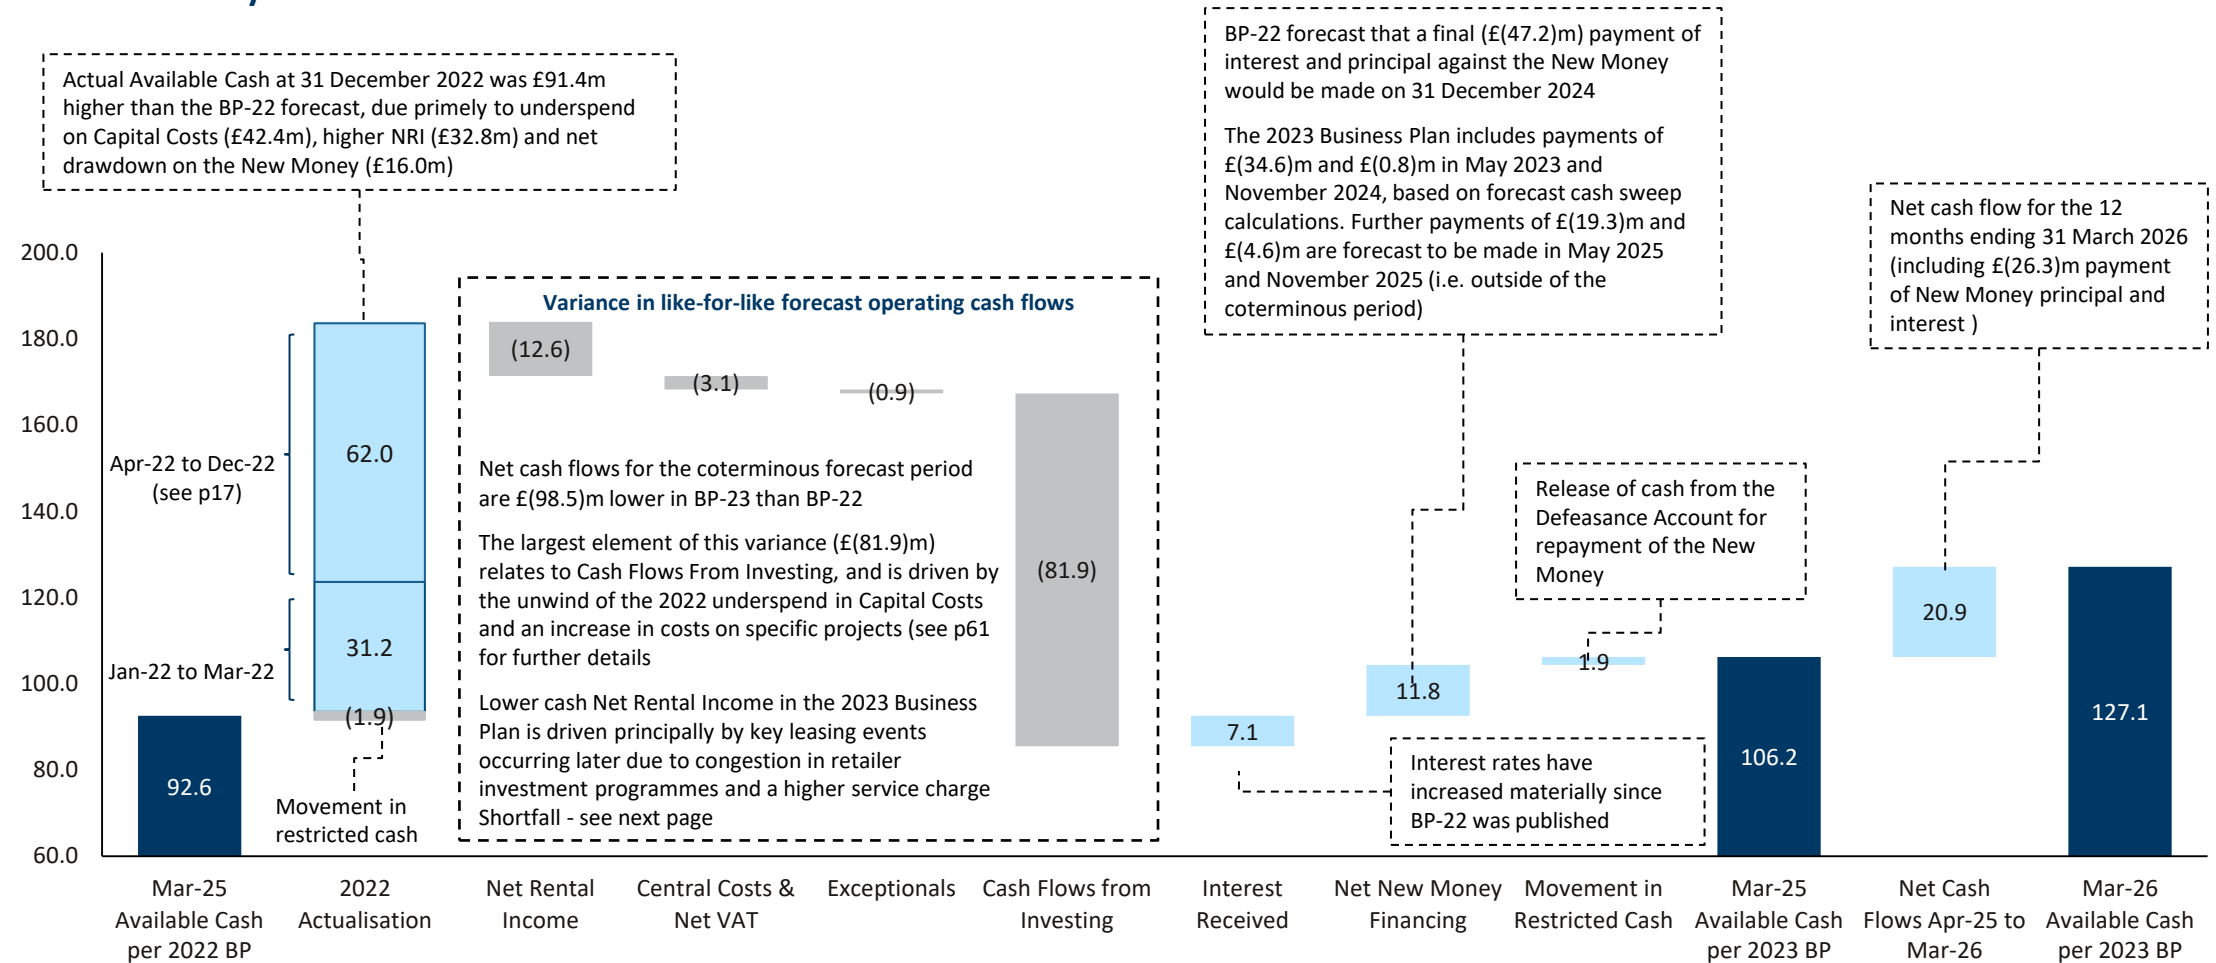 Actual Available Cash at 31 December 2022 was £91.4m
higher than the BP-22 forecast, due primely to underspend
on Capital Costs (£42.4m), higher NRI (£32.8m) and net
drawdown on the New Money (£16.0m)
BP-22 forecast that a final (£(47.2)m) payment of
interest and principal against the New Money
would be made on 31 December 2024
The 2023 Business Plan includes payments of
£(34.6)m and £(0.8)m in May 2023 and
November 2024, based on forecast cash sweep
calculations. Further payments of £(19.3)m and
£(4.6)m are forecast to be made in May 2025
and November 2025 (i.e. outside of the
coterminous period)
Net cash flow for the 12
months ending 31 March 2026
(including £(26.3)m payment
of New Money principal and
interest )
200.0
180.0
160.0
140.0
120.0
100.0
80.0
60.0
92.6
Apr-22 to Dec-22
(see p17)
Jan-22 to Mar-22
62.0
31.2
(1.9)
Movement in
restricted cash
Variance in like-for-like forecast operating cash flows
(12.6)
(3.1)
(0.9)
(81.9)
Net cash flows for the coterminous forecast period
are £(98.5)m lower in BP-23 than BP-22
The largest element of this variance (£(81.9)m)
relates to Cash Flows From Investing, and is driven by
the unwind of the 2022 underspend in Capital Costs
and an increase in costs on specific projects (see p61
for further details
Lower cash Net Rental Income in the 2023 Business
Plan is driven principally by key leasing events
occurring later due to congestion in retailer
investment programmes and a higher service charge
Shortfall - see next page
7.1
11.8
Interest rates have
increased materially since
BP-22 was published
Release of cash from the
Defeasance Account for
repayment of the New
Money
1.9
106.2
20.9
127.1
Mar-25
Available Cash
per 2022 BP
2022
Actualisation
Net Rental
Income
Central Costs &
Net VAT
Exceptionals
Cash Flows from
Investing
Interest
Received
Net New Money
Financing
Movement in
Restricted Cash
Mar-25
Available Cash
per 2023 BP
Net Cash
Flows Apr-25 to
Mar-26
Mar-26
Available Cash
per 2023 BP